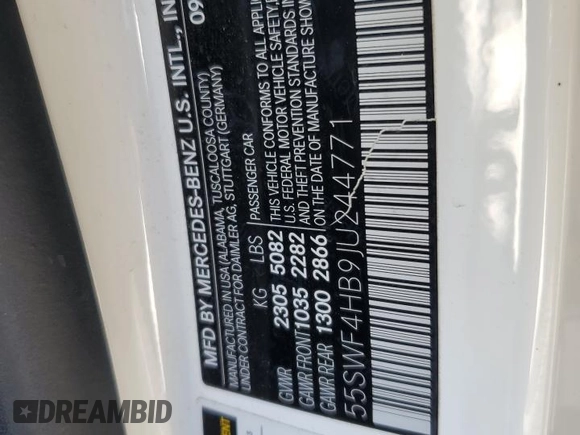 MFD BY MERCEDES-BENZ U.S. INTL., IN
09
MANUFACTURED IN USA (ALABAMA, TUSCALOOSA COUNTY)
UNDER CONTRACT FOR DAIMLER AG, STUTTGART (GERMANY)
KG LBS
GVWR 2305 5082
GAWR FRONT 1035 2282
GAWR REAR 1300 2866
PASSENGER CAR
THIS VEHICLE CONFORMS TO ALL APPLIC
U.S. FEDERAL MOTOR VEHICLE SAFETY,
AND THEFT PREVENTION STANDARDS IN
ON THE DATE OF MANUFACTURE SHOW
55SWF4HB9JU244771
DREAMBID